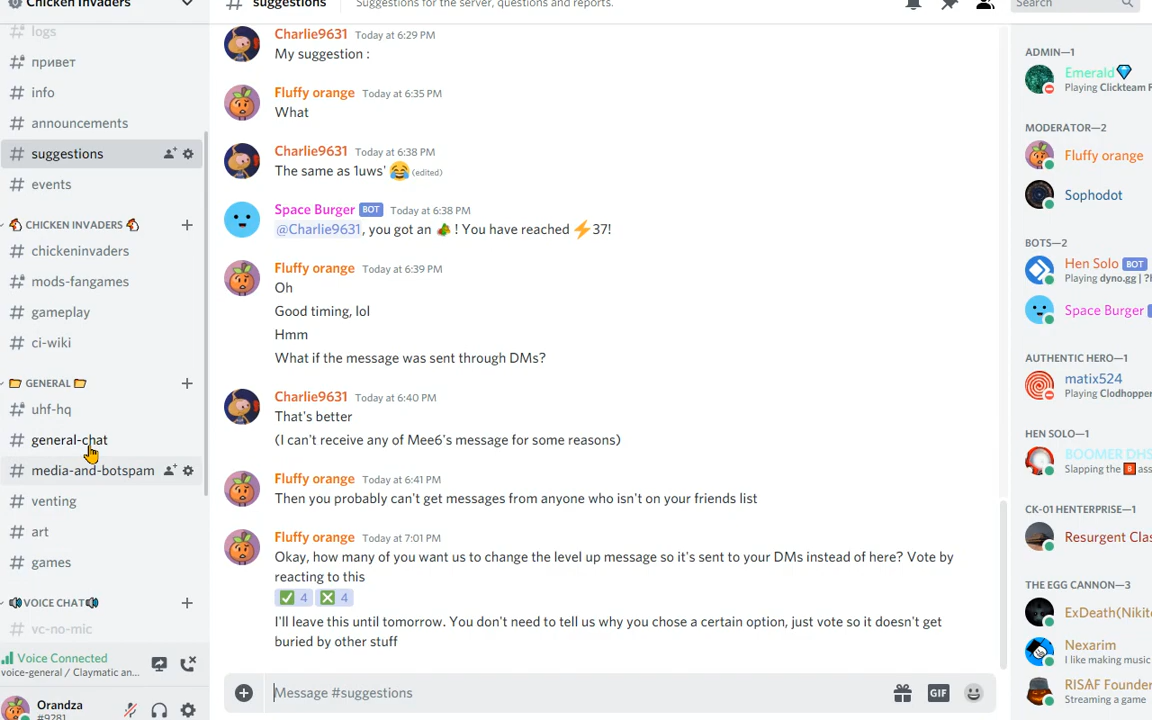 Chicken Invaders
logs
привет
info
announcements
suggestions
events
CHICKEN INVADERS
chickeninvaders
mods-fangames
gameplay
ci-wiki
GENERAL
uhf-hq
general-chat
media-and-botspam
venting
art
games
VOICE CHAT
vc-no-mic
Voice Connected
voice-general / Claymatic an...
Orandza
#9281
suggestions
Suggestions for the server, questions and reports.
Search
Charlie9631 Today at 6:29 PM
My suggestion :
Fluffy orange Today at 6:35 PM
What
Charlie9631 Today at 6:38 PM
The same as 1uws' (edited)
Space Burger BOT Today at 6:38 PM
@Charlie9631, you got an ! You have reached 37!
Fluffy orange Today at 6:39 PM
Oh
Good timing, lol
Hmm
What if the message was sent through DMs?
Charlie9631 Today at 6:40 PM
That's better
(I can't receive any of Mee6's message for some reasons)
Fluffy orange Today at 6:41 PM
Then you probably can't get messages from anyone who isn't on your friends list
Fluffy orange Today at 7:01 PM
Okay, how many of you want us to change the level up message so it's sent to your DMs instead of here? Vote by
reacting to this
4 4
I'll leave this until tomorrow. You don't need to tell us why you chose a certain option, just vote so it doesn't get
buried by other stuff
Message #suggestions
GIF
ADMIN—1
Emerald
Playing Clickteam F
MODERATOR—2
Fluffy orange
Sophodot
BOTS—2
Hen Solo BOT
Playing dyno.gg | ?
Space Burger
AUTHENTIC HERO—1
matix524
Playing Clodhopper
HEN SOLO—1
BOOMER DHS
Slapping the B ass
CK-01 HENTERPRISE—1
Resurgent Clas
THE EGG CANNON—3
ExDeath(Nikit
Nexarim
I like making music
RISAF Founder
Streaming a game